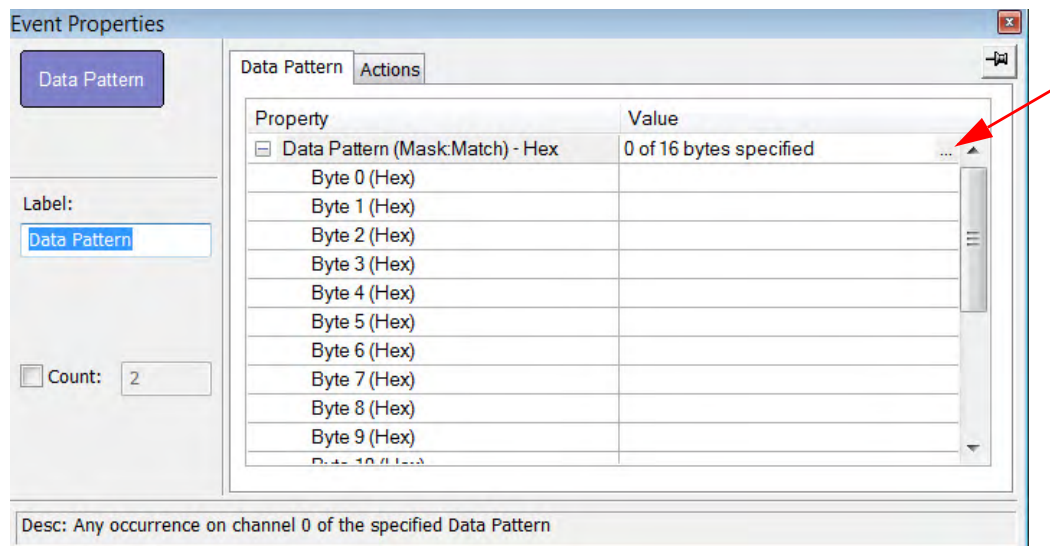 Event Properties
Data Pattern
Data Pattern Actions
Property Value
Data Pattern (Mask:Match) - Hex 0 of 16 bytes specified ...
Byte 0 (Hex)
Byte 1 (Hex)
Label:
Byte 2 (Hex)
Data Pattern
Byte 3 (Hex)
Byte 4 (Hex)
Byte 5 (Hex)
Byte 6 (Hex)
Count: 2
Byte 7 (Hex)
Byte 8 (Hex)
Byte 9 (Hex)
Desc: Any occurrence on channel 0 of the specified Data Pattern